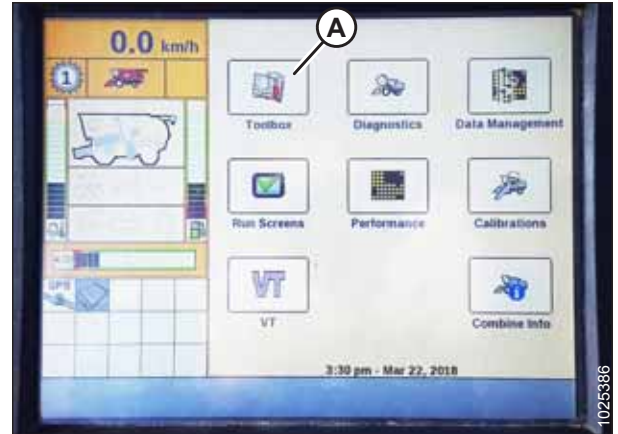 A
0.0 km/h
1
Toolbox
Diagnostics
Data Management
Run Screens
Performance
Calibrations
GPS
VT
VT
Combine Info
3:30 pm - Mar 22, 2018
1025386